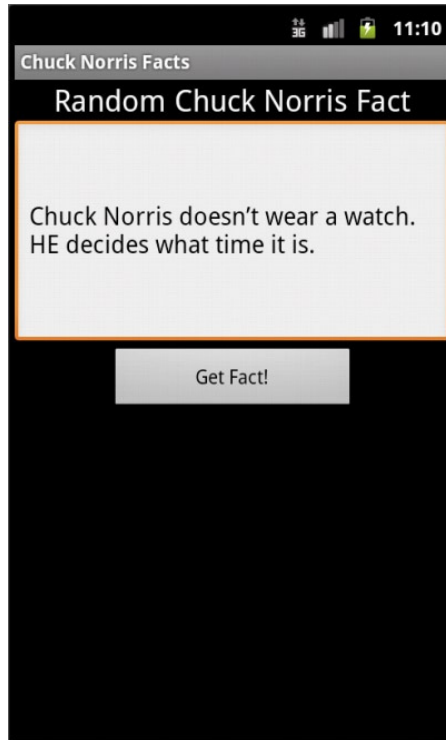 3G 11:10
Chuck Norris Facts
Random Chuck Norris Fact
Chuck Norris doesn’t wear a watch.
HE decides what time it is.
Get Fact!